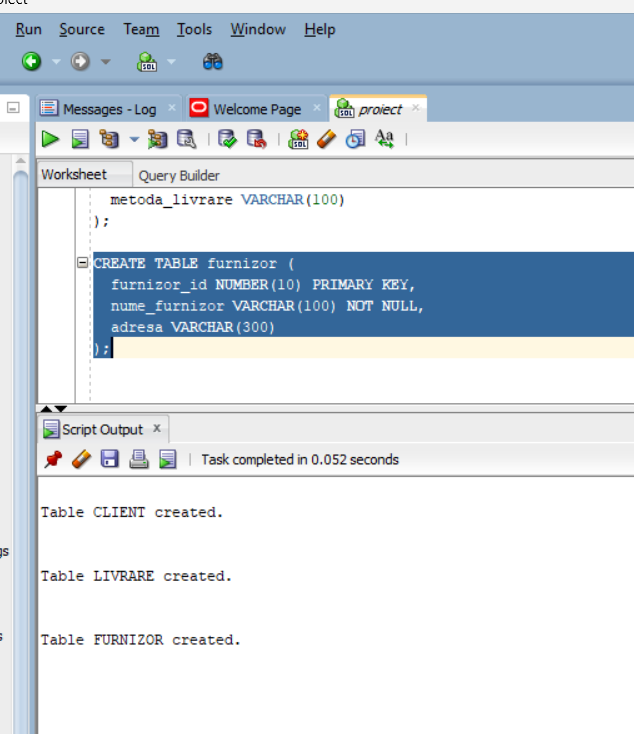 Run Source Team Tools Window Help
Messages - Log Welcome Page proiect
Worksheet Query Builder
metoda_livrare VARCHAR(100)
);
CREATE TABLE furnizor (
furnizor_id NUMBER(10) PRIMARY KEY,
nume_furnizor VARCHAR(100) NOT NULL,
adresa VARCHAR(300)
);
Script Output
Task completed in 0.052 seconds
Table CLIENT created.
Table LIVRARE created.
Table FURNIZOR created.